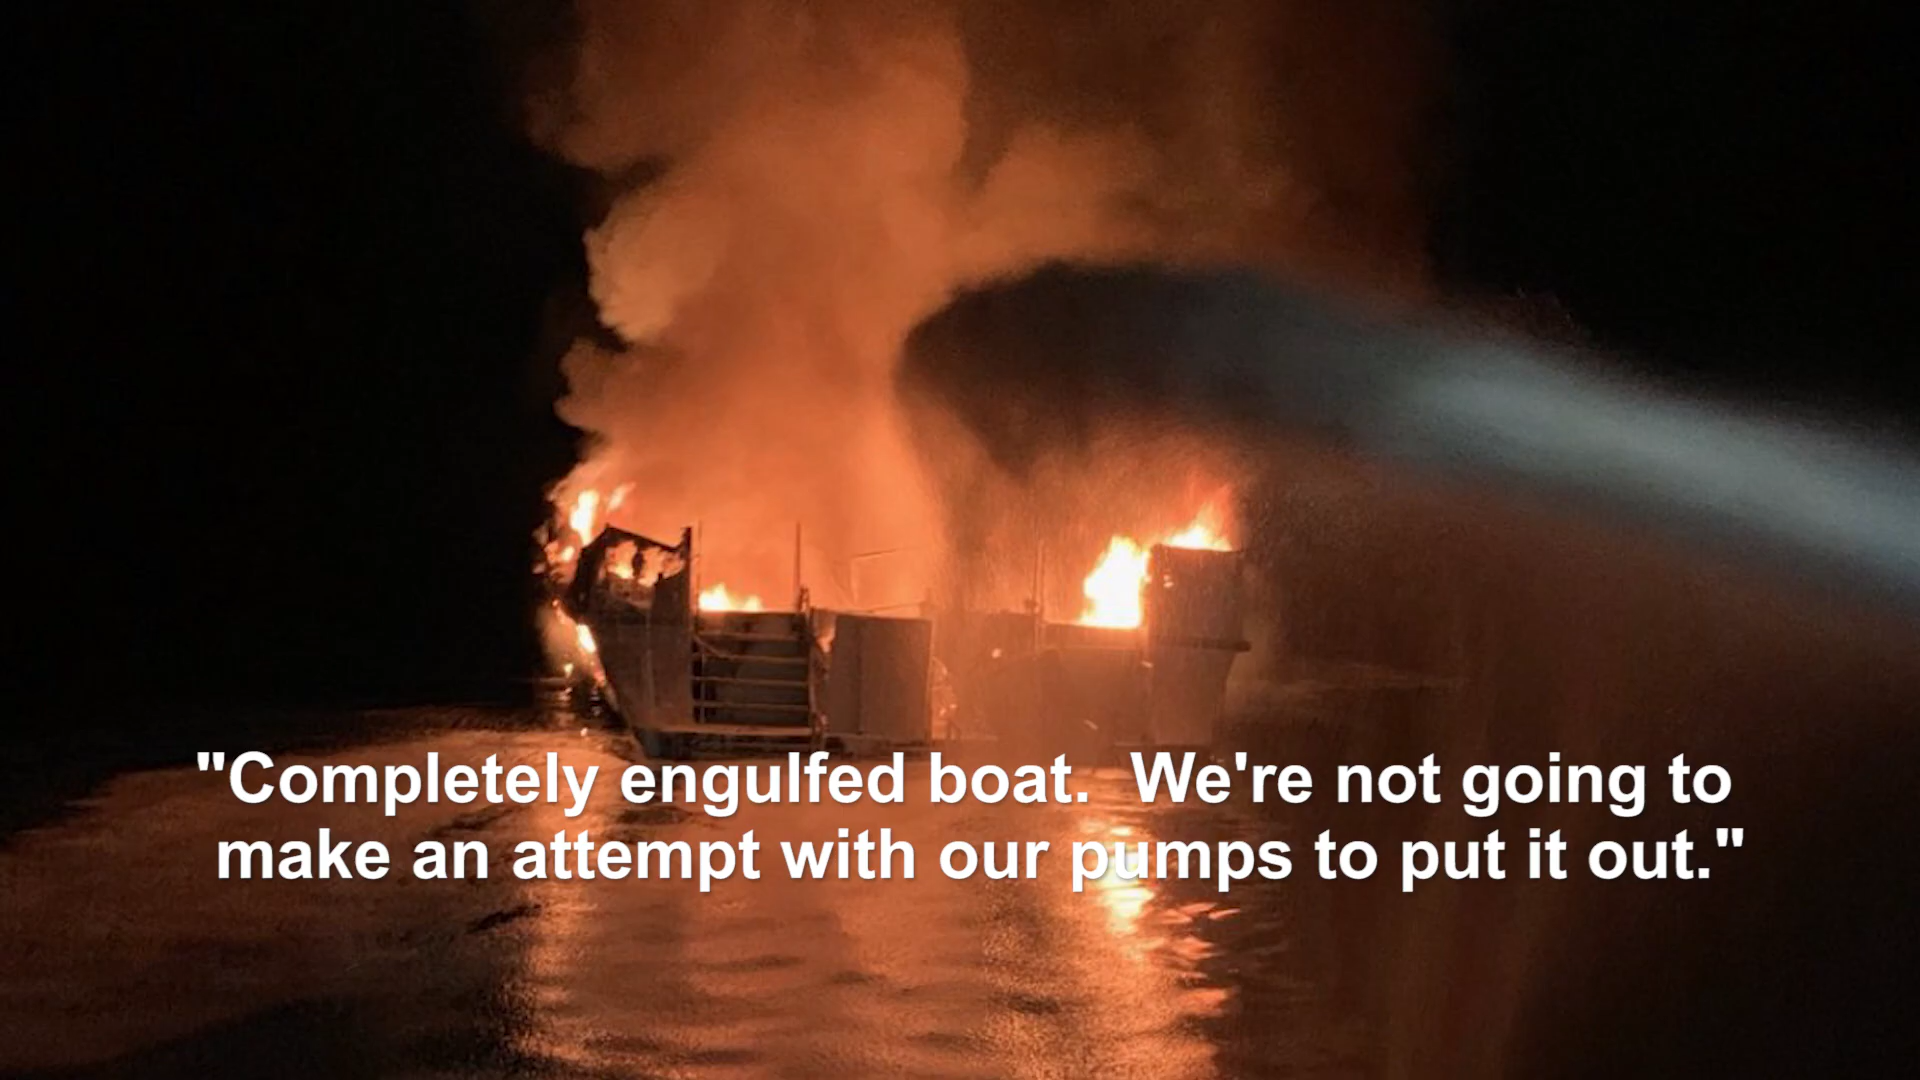 "Completely engulfed boat.  We're not going to
make an attempt with our pumps to put it out."